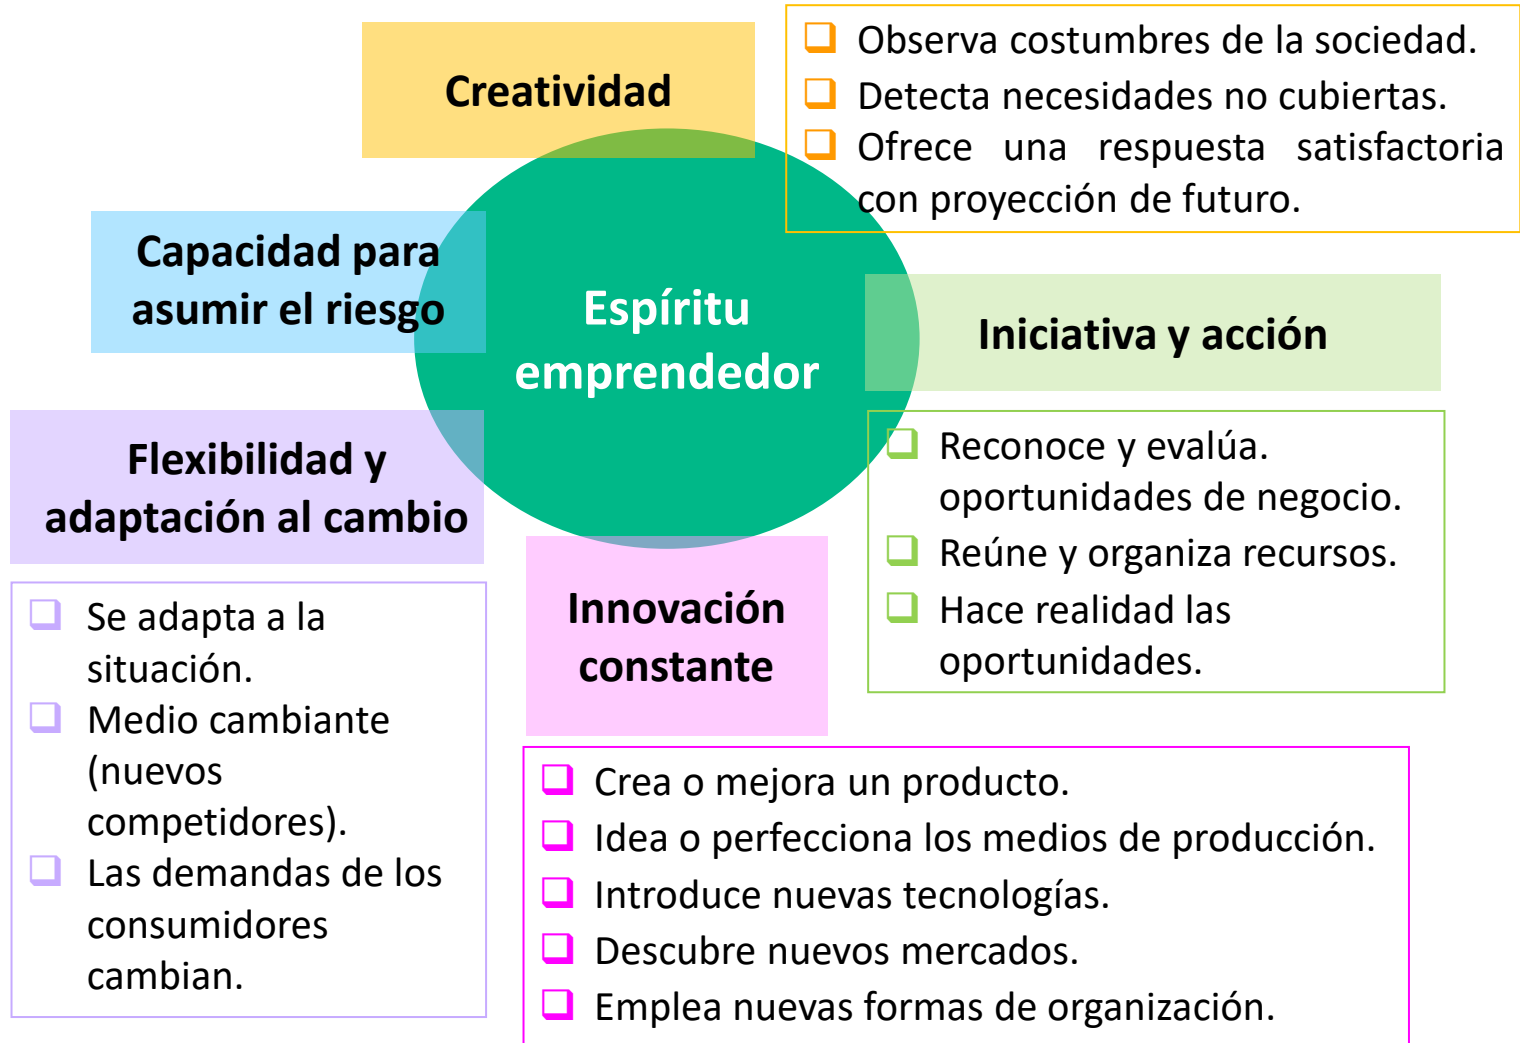 Creatividad
Observa costumbres de la sociedad.
Detecta necesidades no cubiertas.
Ofrece una respuesta satisfactoria
con proyección de futuro.
Capacidad para
asumir el riesgo
Espíritu
emprendedor
Iniciativa y acción
Reconoce y evalúa.
oportunidades de negocio.
Reúne y organiza recursos.
Hace realidad las
oportunidades.
Flexibilidad y
adaptación al cambio
Se adapta a la
situación.
Medio cambiante
(nuevos
competidores).
Las demandas de los
consumidores
cambian.
Innovación
constante
Crea o mejora un producto.
Idea o perfecciona los medios de producción.
Introduce nuevas tecnologías.
Descubre nuevos mercados.
Emplea nuevas formas de organización.